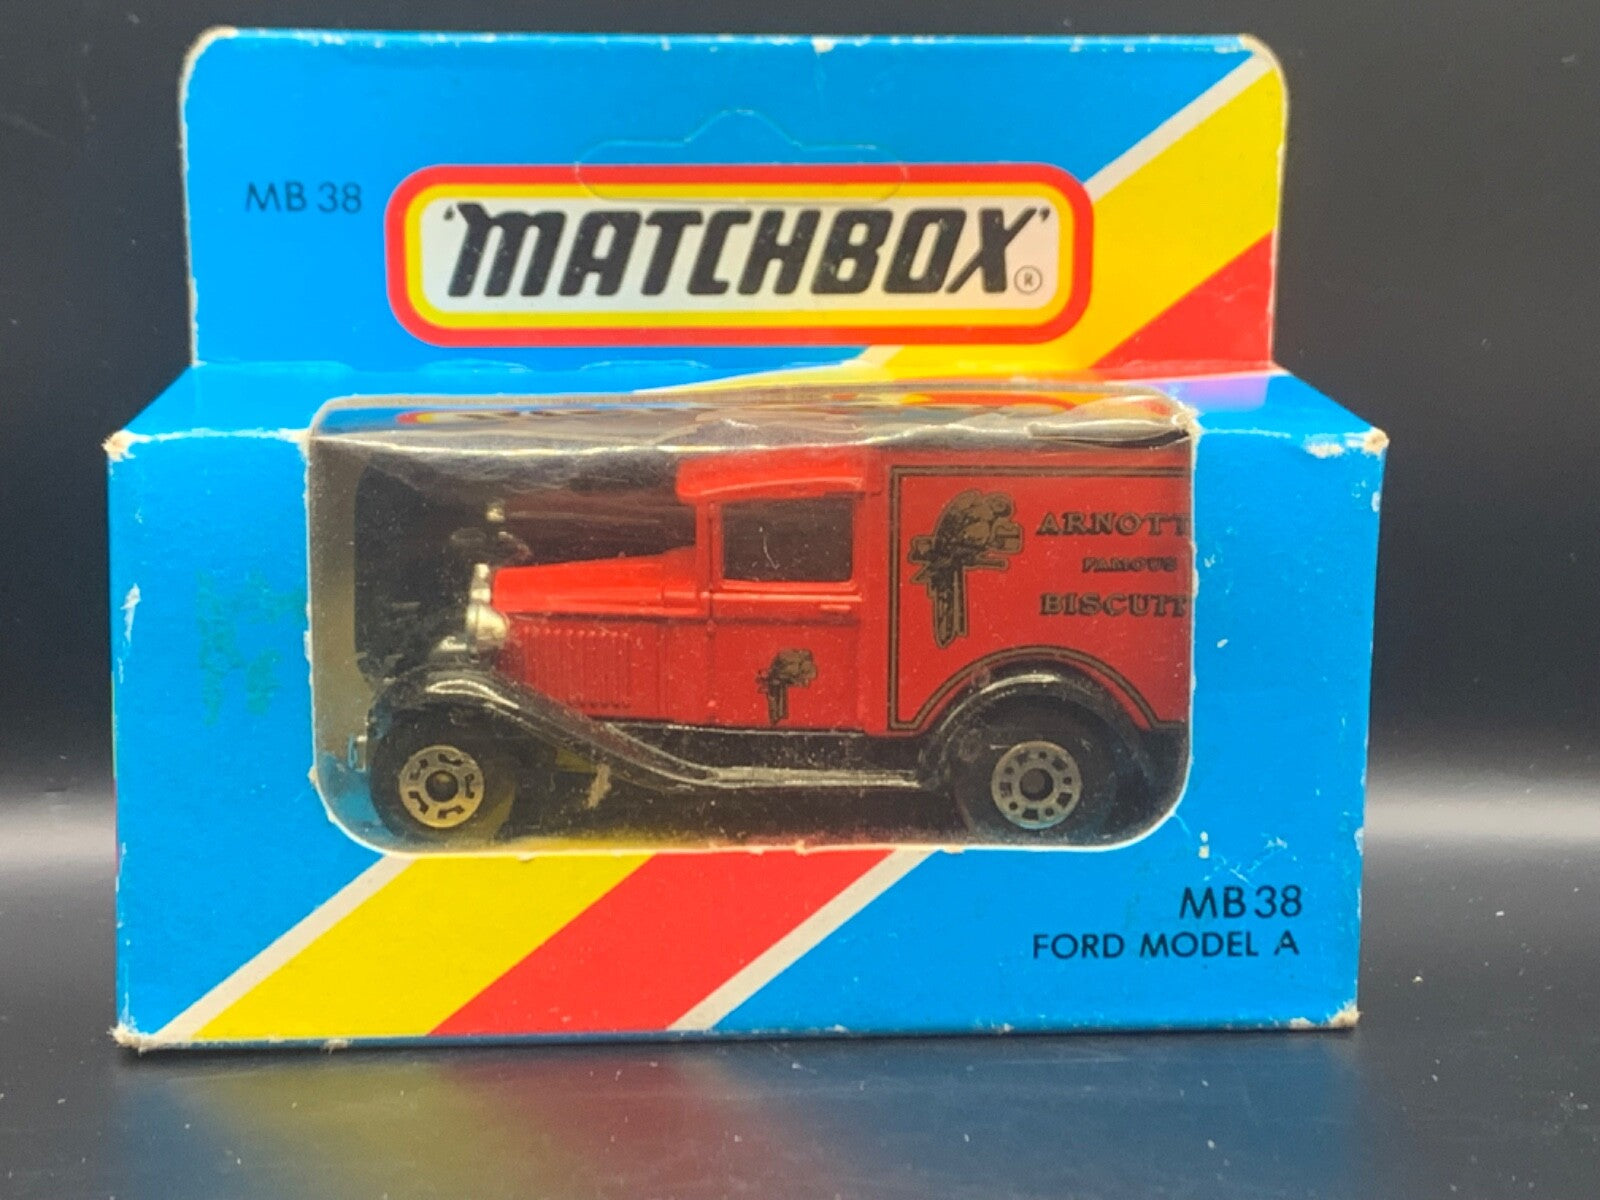 MB 38
'MATCHBOX'®
ARNOTT
FAMOUS
BISCUIT
MB 38
FORD MODEL A